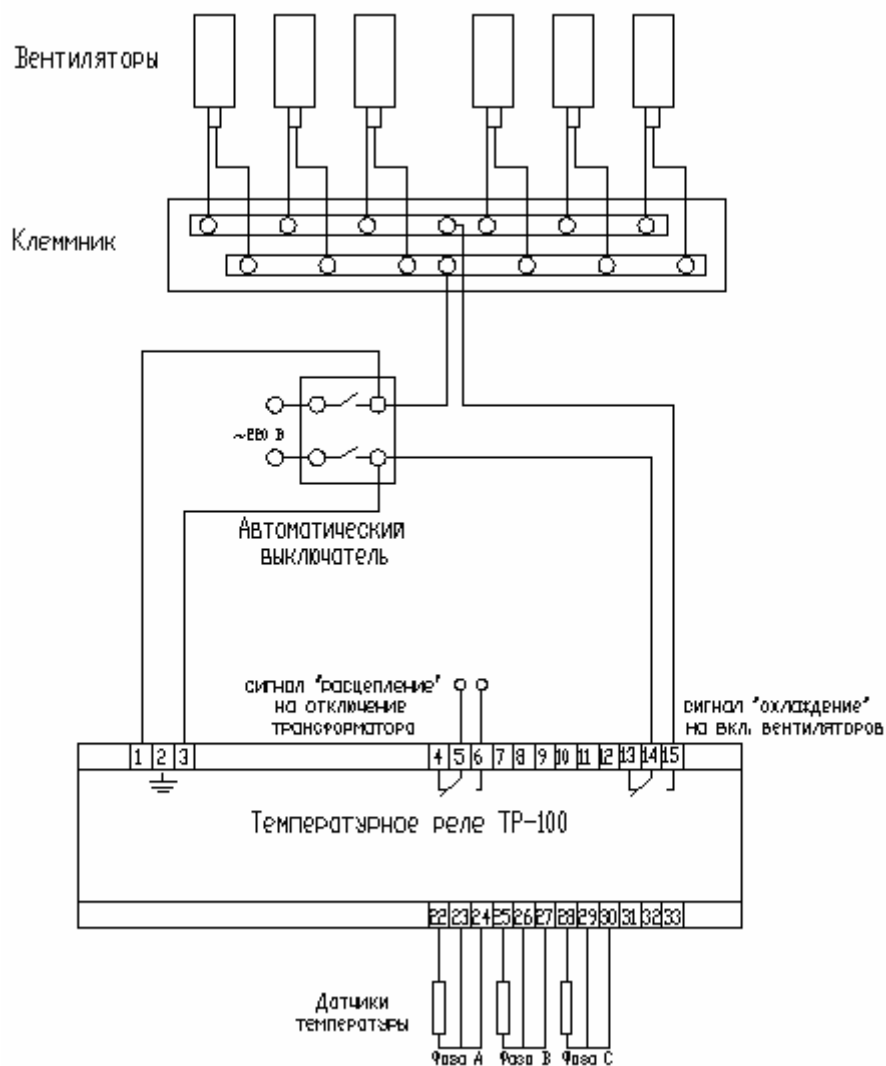 Вентиляторы
Клеммник
~220 В
Автоматический
выключатель
сигнал "расцепление"
на отключение
трансформатора
сигнал "охлаждение"
на вкл. вентиляторов
1 2 3 4 5 6 7 8 9 10 11 12 13 14 15
Температурное реле ТР-100
22 23 24 25 26 27 28 29 30 31 32 33
Датчики
температуры
Фаза А Фаза В Фаза С